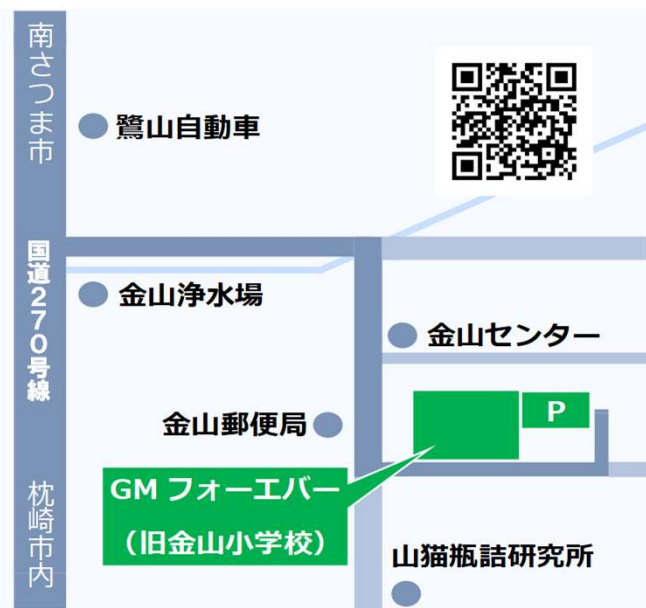 南さつま市
鷺山自動車
国道270号線
金山浄水場
金山センター
金山郵便局
P
GM フォーエバー
(旧金山小学校)
枕崎市内
山猫瓶詰研究所